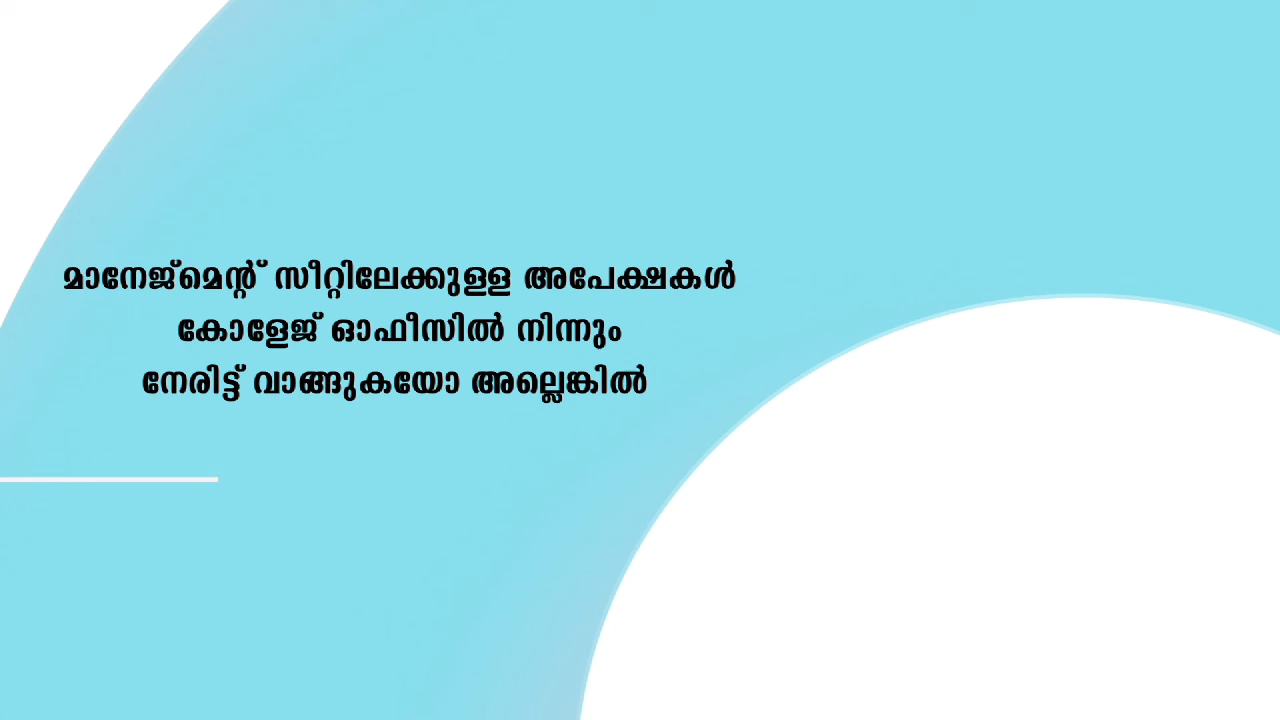 മാനേജ്മെന്റ് സീറ്റിലേക്കുള്ള അപേക്ഷകൾ
കോളേജ് ഓഫീസിൽ നിന്നും
നേരിട്ട് വാങ്ങുകയോ അല്ലെങ്കിൽ